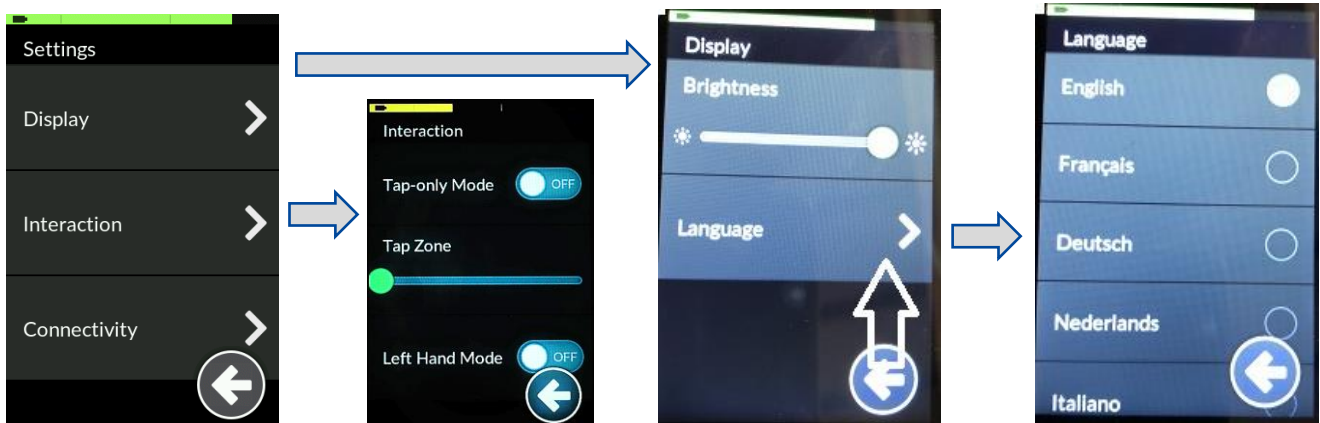 Settings
Display
Interaction
Connectivity
Interaction
Tap-only Mode OFF
Tap Zone
Left Hand Mode OFF
Display
Brightness
Language
Language
English
Français
Deutsch
Nederlands
Italiano